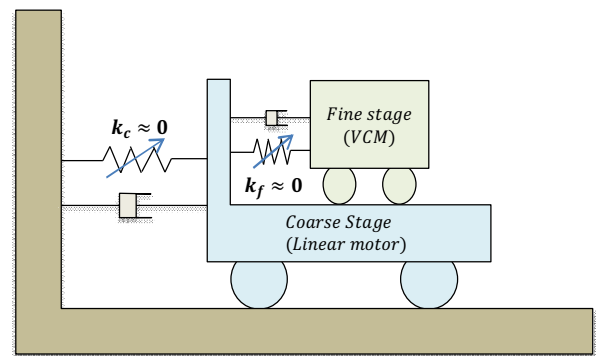 k_c ≈ 0
Fine stage
(VCM)
k_f ≈ 0
Coarse Stage
(Linear motor)